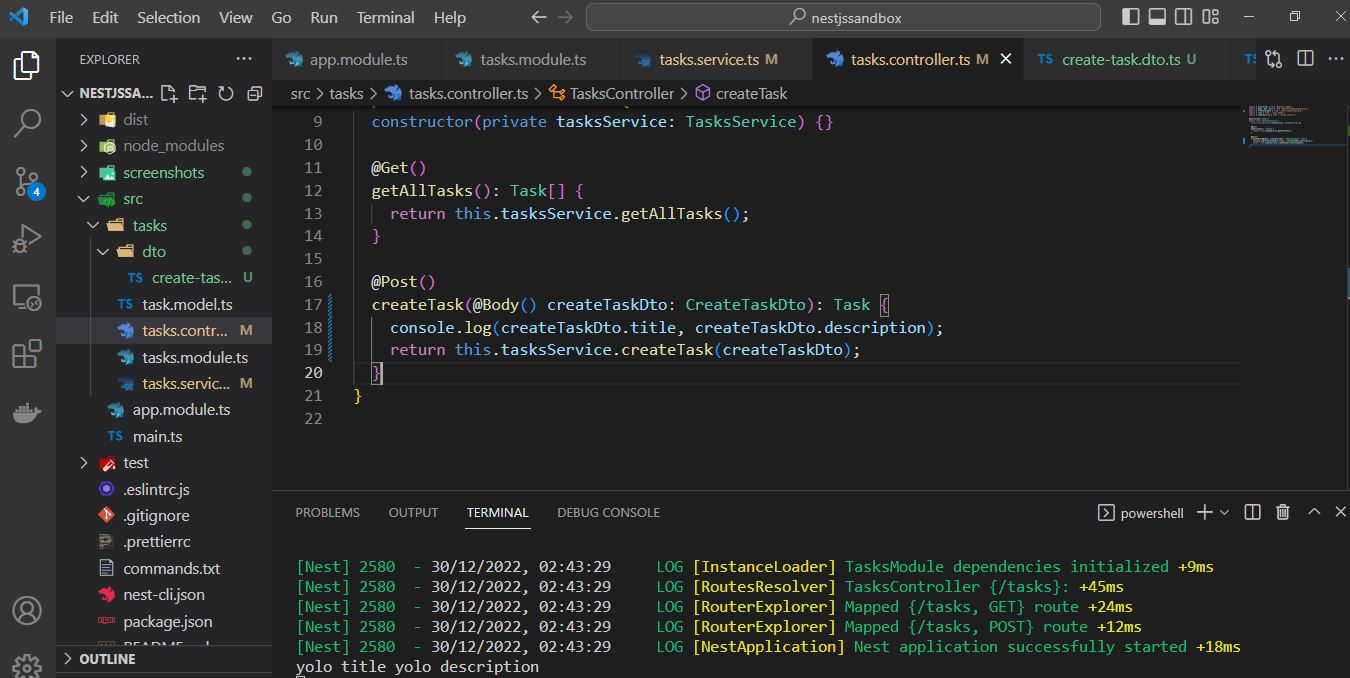 File Edit Selection View Go Run Terminal Help nestjssandbox
EXPLORER
NESTJSSA...
dist
node_modules
screenshots
src
tasks
dto
TS create-tas... U
TS task.model.ts
tasks.contr... M
tasks.module.ts
tasks.servic... M
app.module.ts
TS main.ts
test
.eslintrc.js
.gitignore
.prettierrc
commands.txt
nest-cli.json
package.json
OUTLINE
4
app.module.ts tasks.module.ts tasks.service.ts M tasks.controller.ts M TS create-task.dto.ts U
src > tasks > tasks.controller.ts > TasksController > createTask
9 constructor(private tasksService: TasksService) {}
10
11 @Get()
12 getAllTasks(): Task[] {
13 return this.tasksService.getAllTasks();
14 }
15
16 @Post()
17 createTask(@Body() createTaskDto: CreateTaskDto): Task {
18 console.log(createTaskDto.title, createTaskDto.description);
19 return this.tasksService.createTask(createTaskDto);
20 }
21 }
22
PROBLEMS OUTPUT TERMINAL DEBUG CONSOLE powershell
[Nest] 2580 - 30/12/2022, 02:43:29 LOG [InstanceLoader] TasksModule dependencies initialized +9ms
[Nest] 2580 - 30/12/2022, 02:43:29 LOG [RoutesResolver] TasksController {/tasks}: +45ms
[Nest] 2580 - 30/12/2022, 02:43:29 LOG [RouterExplorer] Mapped {/tasks, GET} route +24ms
[Nest] 2580 - 30/12/2022, 02:43:29 LOG [RouterExplorer] Mapped {/tasks, POST} route +12ms
[Nest] 2580 - 30/12/2022, 02:43:29 LOG [NestApplication] Nest application successfully started +18ms
yolo title yolo description